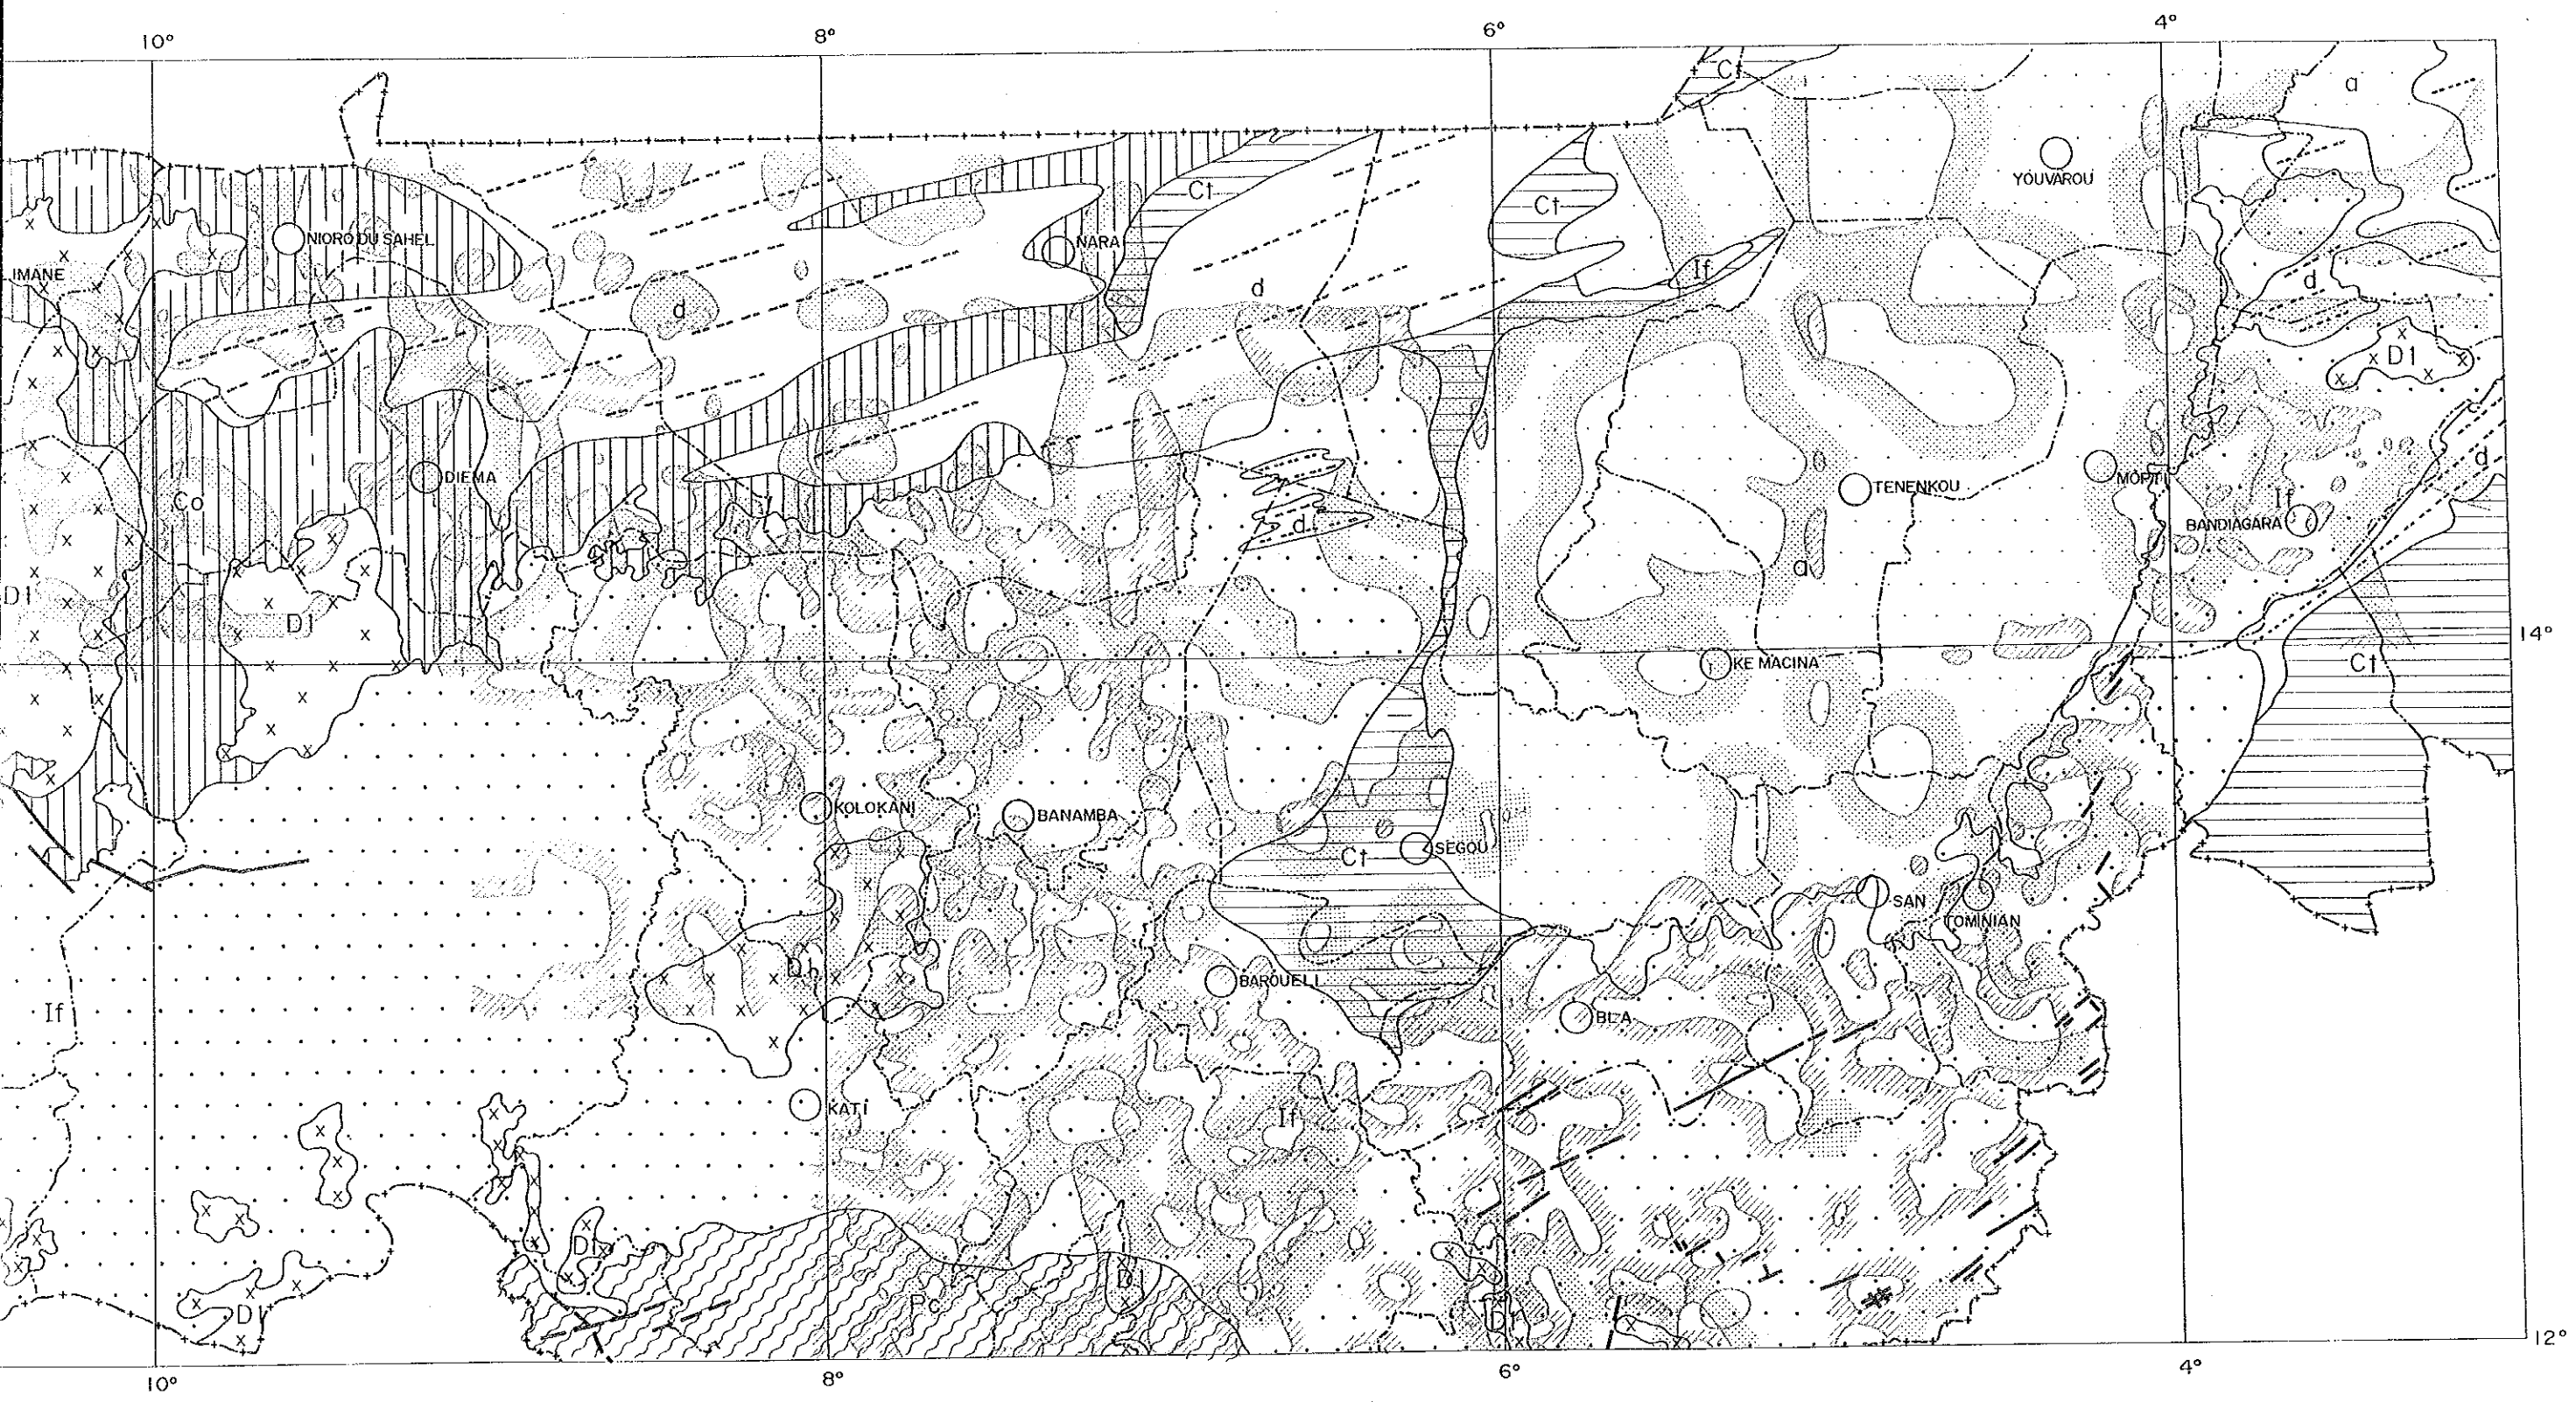 10°
8°
6°
4°
Ct
a
YOUVAROU
Ct
Ct
NIORO DU SAHEL
NARA
IMANE
If
d
d
d
D1
DIEMA
TENENKOU
MOPTI
d
Co
If
BANDIAGARA
d
a
D1
D1
KE MACINA
14°
Ct
KOLOKANI
BANAMBA
SEGOU
Ct
SAN
TOMINIAN
Dh
BAROUELI
If
BLA
KATI
If
D1
D1
Pc
D1
D1
12°
10°
8°
6°
4°